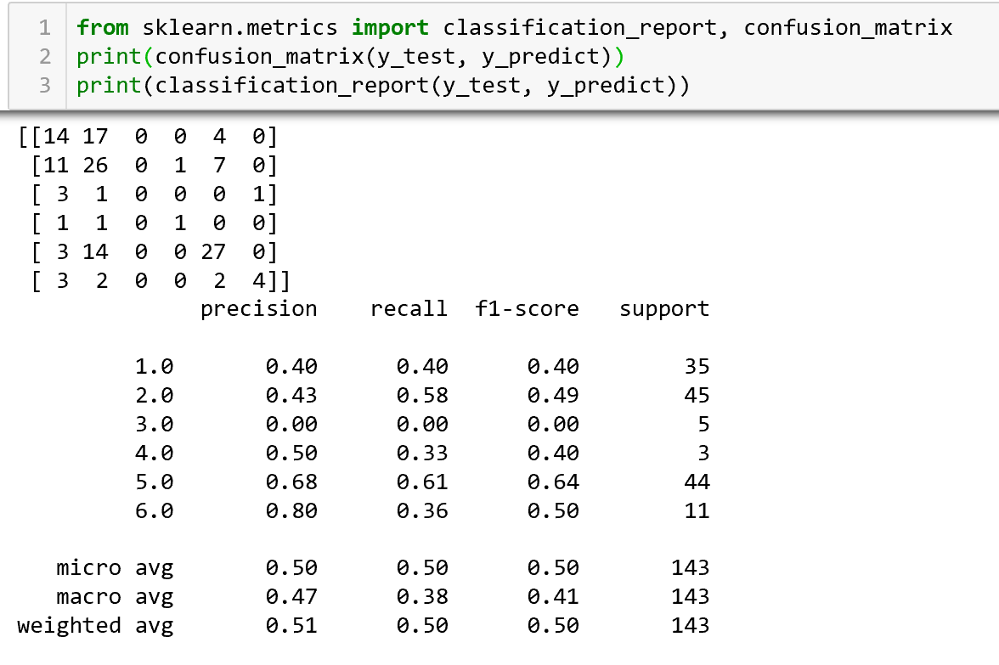 1 from sklearn.metrics import classification_report, confusion_matrix
2 print(confusion_matrix(y_test, y_predict))
3 print(classification_report(y_test, y_predict))
[[14 17  0  0  4  0]
 [11 26  0  1  7  0]
 [ 3  1  0  0  0  1]
 [ 1  1  0  1  0  0]
 [ 3 14  0  0 27  0]
 [ 3  2  0  0  2  4]]
              precision    recall  f1-score   support
         1.0       0.40      0.40      0.40        35
         2.0       0.43      0.58      0.49        45
         3.0       0.00      0.00      0.00         5
         4.0       0.50      0.33      0.40         3
         5.0       0.68      0.61      0.64        44
         6.0       0.80      0.36      0.50        11
   micro avg       0.50      0.50      0.50       143
   macro avg       0.47      0.38      0.41       143
weighted avg       0.51      0.50      0.50       143